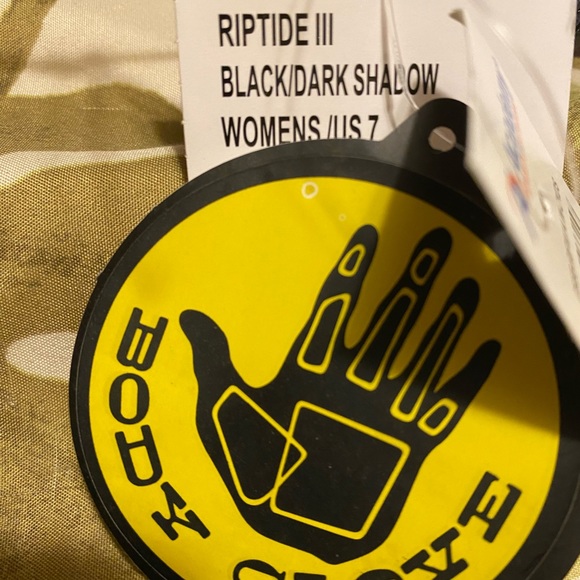 RIPTIDE III
BLACK/DARK SHADOW
WOMENS /US 7
BODY GLOVE